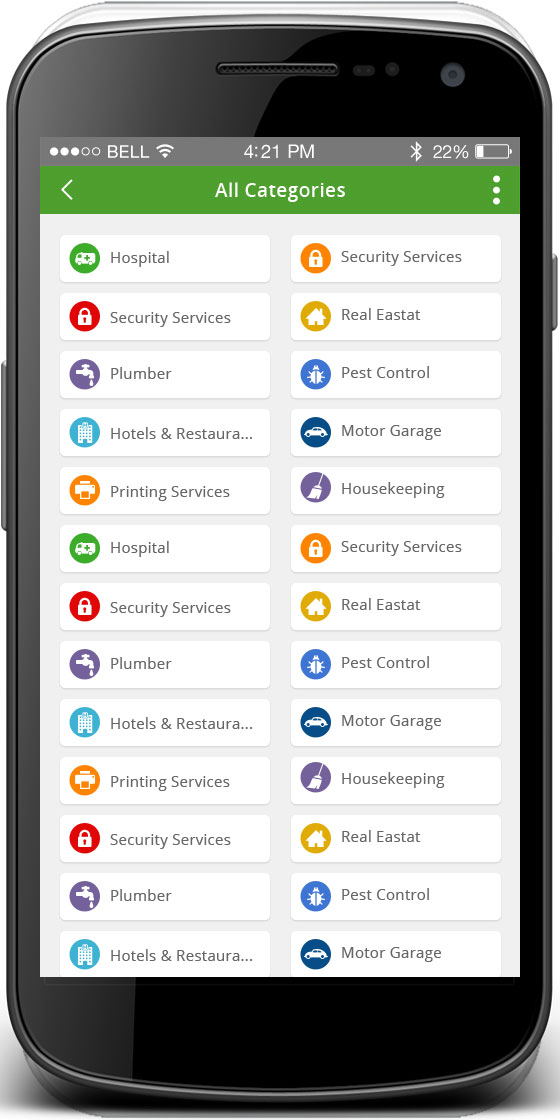 BELL 4:21 PM 22%
All Categories
Hospital Security Services
Security Services Real Eastat
Plumber Pest Control
Hotels & Restaura... Motor Garage
Printing Services Housekeeping
Hospital Security Services
Security Services Real Eastat
Plumber Pest Control
Hotels & Restaura... Motor Garage
Printing Services Housekeeping
Security Services Real Eastat
Plumber Pest Control
Hotels & Restaura... Motor Garage